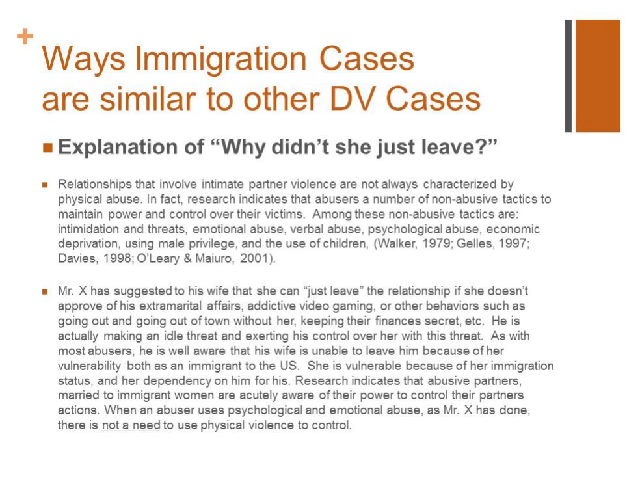 +
Ways Immigration Cases
are similar to other DV Cases
Explanation of “Why didn’t she just leave?”
Relationships that involve intimate partner violence are not always characterized by
physical abuse. In fact, research indicates that abusers a number of non-abusive tactics to
maintain power and control over their victims. Among these non-abusive tactics are:
intimidation and threats, emotional abuse, verbal abuse, psychological abuse, economic
deprivation, using male privilege, and the use of children, (Walker, 1979; Gelles, 1997;
Davies, 1998; O’Leary & Maiuro, 2001).
Mr. X has suggested to his wife that she can “just leave” the relationship if she doesn’t
approve of his extramarital affairs, addictive video gaming, or other behaviors such as
going out and going out of town without her, keeping their finances secret, etc. He is
actually making an idle threat and exerting his control over her with this threat. As with
most abusers, he is well aware that his wife is unable to leave him because of her
vulnerability both as an immigrant to the US. She is vulnerable because of her immigration
status, and her dependency on him for his. Research indicates that abusive partners,
married to immigrant women are acutely aware of their power to control their partners
actions. When an abuser uses psychological and emotional abuse, as Mr. X has done,
there is not a need to use physical violence to control.